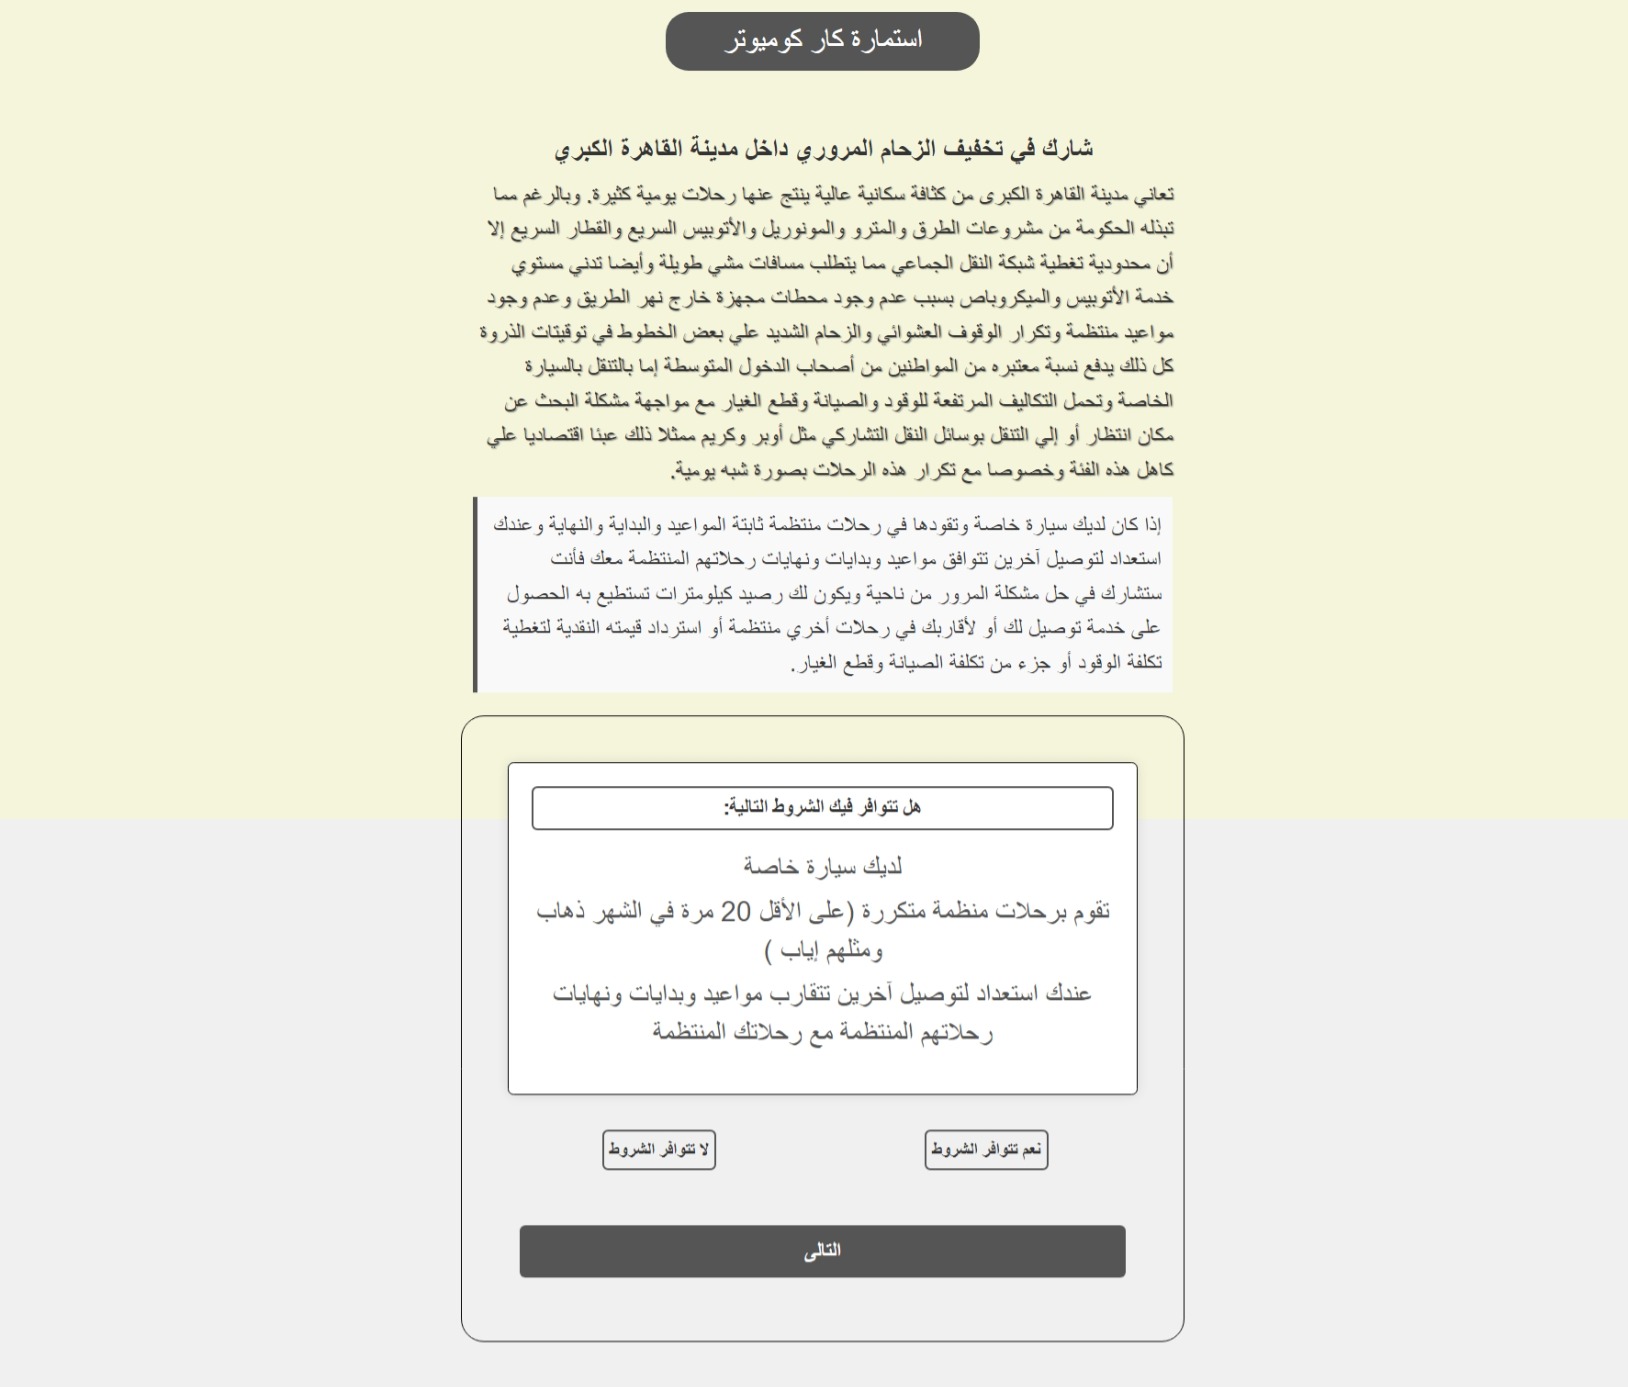 استمارة كار كوميوتر
شارك في تخفيف الزحام المروري داخل مدينة القاهرة الكبري
تعاني مدينة القاهرة الكبرى من كثافة سكانية عالية ينتج عنها رحلات يومية كثيرة. وبالرغم مما
تبذله الحكومة من مشروعات الطرق والمترو والمونوريل والأتوبيس السريع والقطار السريع إلا
أن محدودية تغطية شبكة النقل الجماعي مما يتطلب مسافات مشي طويلة وأيضا تدني مستوي
خدمة الأتوبيس والميكروباص بسبب عدم وجود محطات مجهزة خارج نهر الطريق وعدم وجود
مواعيد منتظمة وتكرار الوقوف العشوائي والزحام الشديد علي بعض الخطوط في توقيتات الذروة
كل ذلك يدفع نسبة معتبره من المواطنين من أصحاب الدخول المتوسطة إما بالتنقل بالسيارة
الخاصة وتحمل التكاليف المرتفعة للوقود والصيانة وقطع الغيار مع مواجهة مشكلة البحث عن
مكان انتظار أو إلي التنقل بوسائل النقل التشاركي مثل أوبر وكريم ممثلا ذلك عبئا اقتصاديا علي
كاهل هذه الفئة وخصوصا مع تكرار هذه الرحلات بصورة شبه يومية.
إذا كان لديك سيارة خاصة وتقودها في رحلات منتظمة ثابتة المواعيد والبداية والنهاية وعندك
استعداد لتوصيل آخرين تتوافق مواعيد وبدايات ونهايات رحلاتهم المنتظمة معك فأنت
ستشارك في حل مشكلة المرور من ناحية ويكون لك رصيد كيلومترات تستطيع به الحصول
على خدمة توصيل لك أو لأقاربك في رحلات أخري منتظمة أو استرداد قيمته النقدية لتغطية
تكلفة الوقود أو جزء من تكلفة الصيانة وقطع الغيار.
هل تتوافر فيك الشروط التالية:
لديك سيارة خاصة
تقوم برحلات منظمة متكررة (على الأقل 20 مرة في الشهر ذهاب
ومثلهم إياب )
عندك استعداد لتوصيل آخرين تتقارب مواعيد وبدايات ونهايات
رحلاتهم المنتظمة مع رحلاتك المنتظمة
نعم تتوافر الشروط
لا تتوافر الشروط
التالى